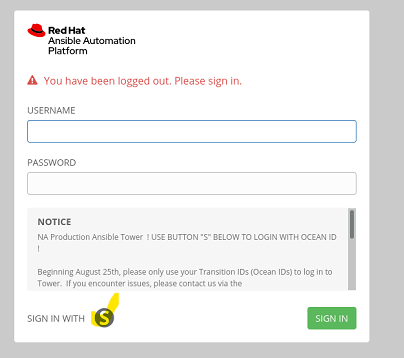 Red Hat
Ansible Automation
Platform
You have been logged out. Please sign in.
USERNAME
PASSWORD
NOTICE
NA Production Ansible Tower ! USE BUTTON "S" BELOW TO LOGIN WITH OCEAN ID
!
Beginning August 25th, please only use your Transition IDs (Ocean IDs) to log in to
Tower. If you encounter issues, please contact us via the
SIGN IN WITH S
SIGN IN